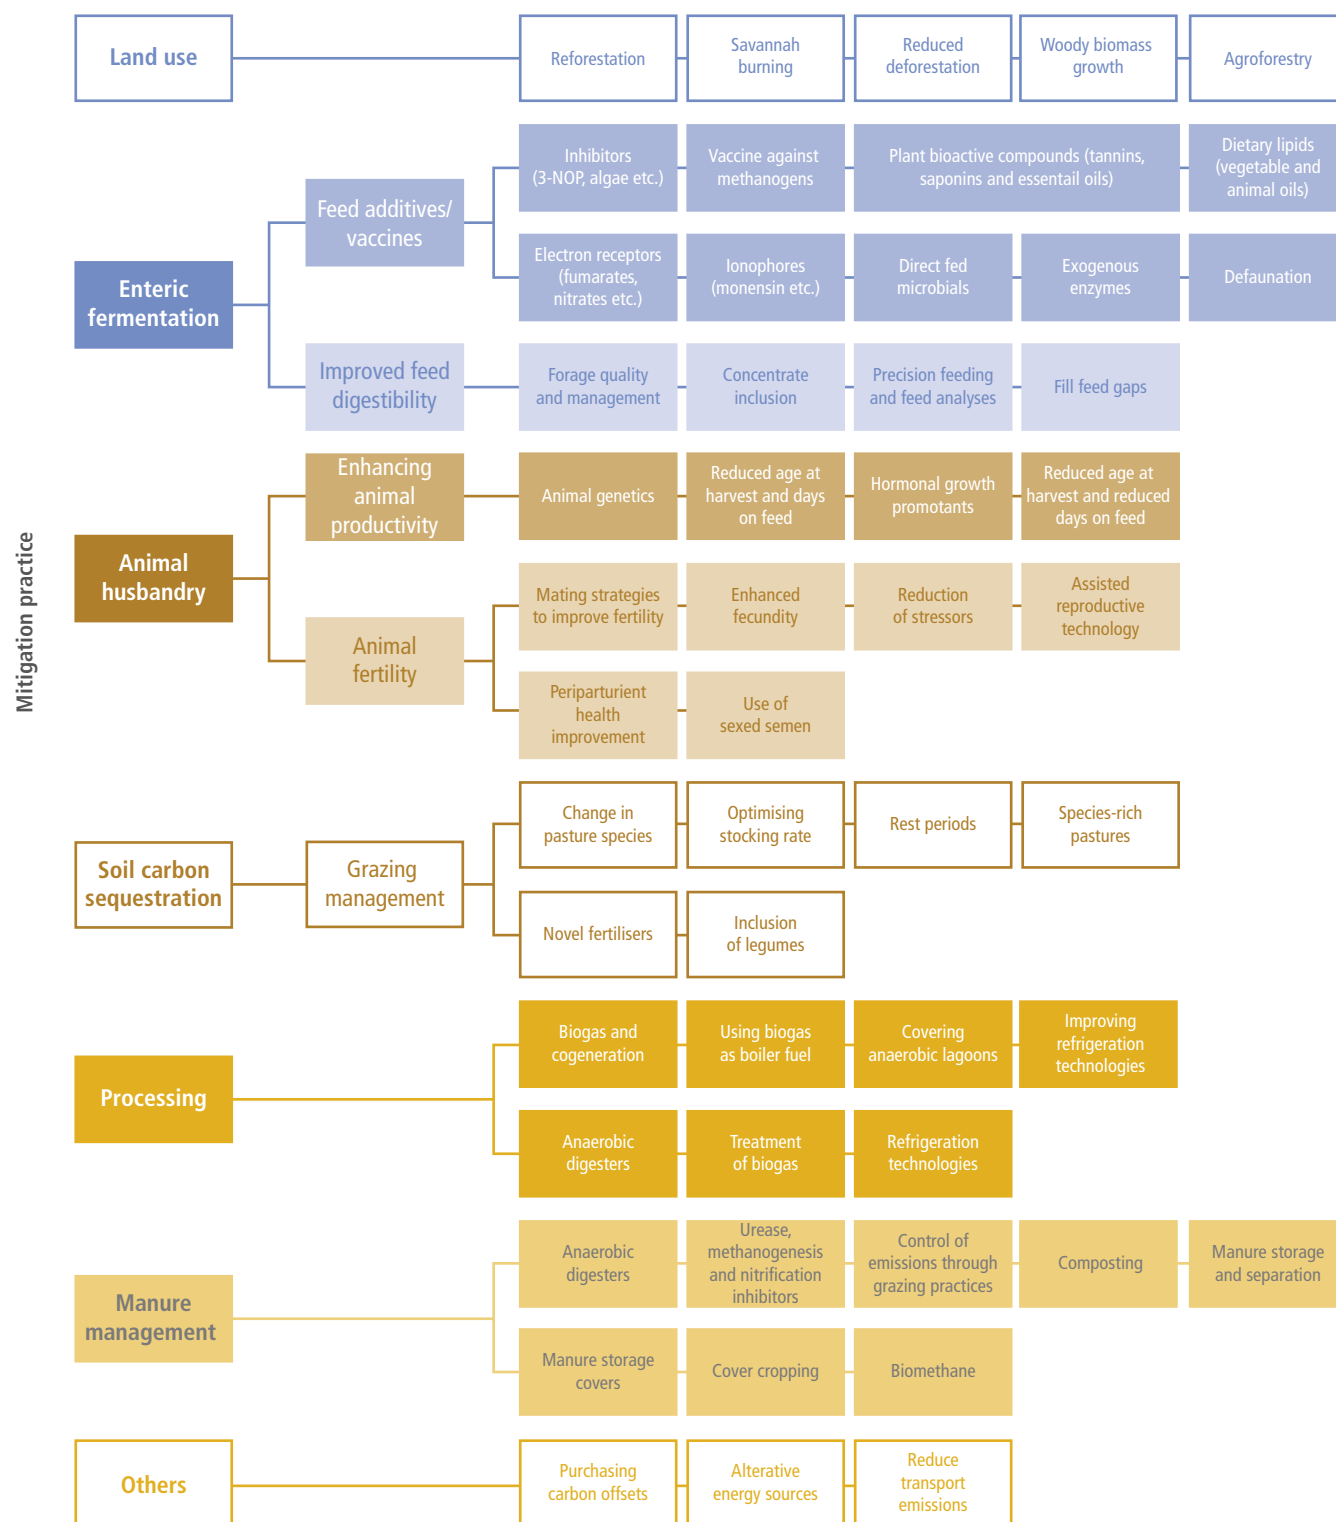 Mitigation practice
Land use
Reforestation
Savannah
burning
Reduced
deforestation
Woody biomass
growth
Agroforestry
Enteric
fermentation
Feed additives/
vaccines
Inhibitors
(3-NOP, algae etc.)
Vaccine against
methanogens
Plant bioactive compounds (tannins,
saponins and essentail oils)
Dietary lipids
(vegetable and
animal oils)
Electron receptors
(fumarates,
nitrates etc.)
Ionophores
(monensin etc.)
Direct fed
microbials
Exogenous
enzymes
Defaunation
Improved feed
digestibility
Forage quality
and management
Concentrate
inclusion
Precision feeding
and feed analyses
Fill feed gaps
Animal
husbandry
Enhancing
animal
productivity
Animal genetics
Reduced age at
harvest and days
on feed
Hormonal growth
promotants
Reduced age at
harvest and reduced
days on feed
Animal
fertility
Mating strategies
to improve fertility
Enhanced
fecundity
Reduction
of stressors
Assisted
reproductive
technology
Periparturient
health
improvement
Use of
sexed semen
Soil carbon
sequestration
Grazing
management
Change in
pasture species
Optimising
stocking rate
Rest periods
Species-rich
pastures
Novel fertilisers
Inclusion
of legumes
Processing
Biogas and
cogeneration
Using biogas
as boiler fuel
Covering
anaerobic lagoons
Improving
refrigeration
technologies
Anaerobic
digesters
Treatment
of biogas
Refrigeration
technologies
Manure
management
Anaerobic
digesters
Urease,
methanogenesis
and nitrification
inhibitors
Control of
emissions through
grazing practices
Composting
Manure storage
and separation
Manure storage
covers
Cover cropping
Biomethane
Others
Purchasing
carbon offsets
Alterative
energy sources
Reduce
transport
emissions